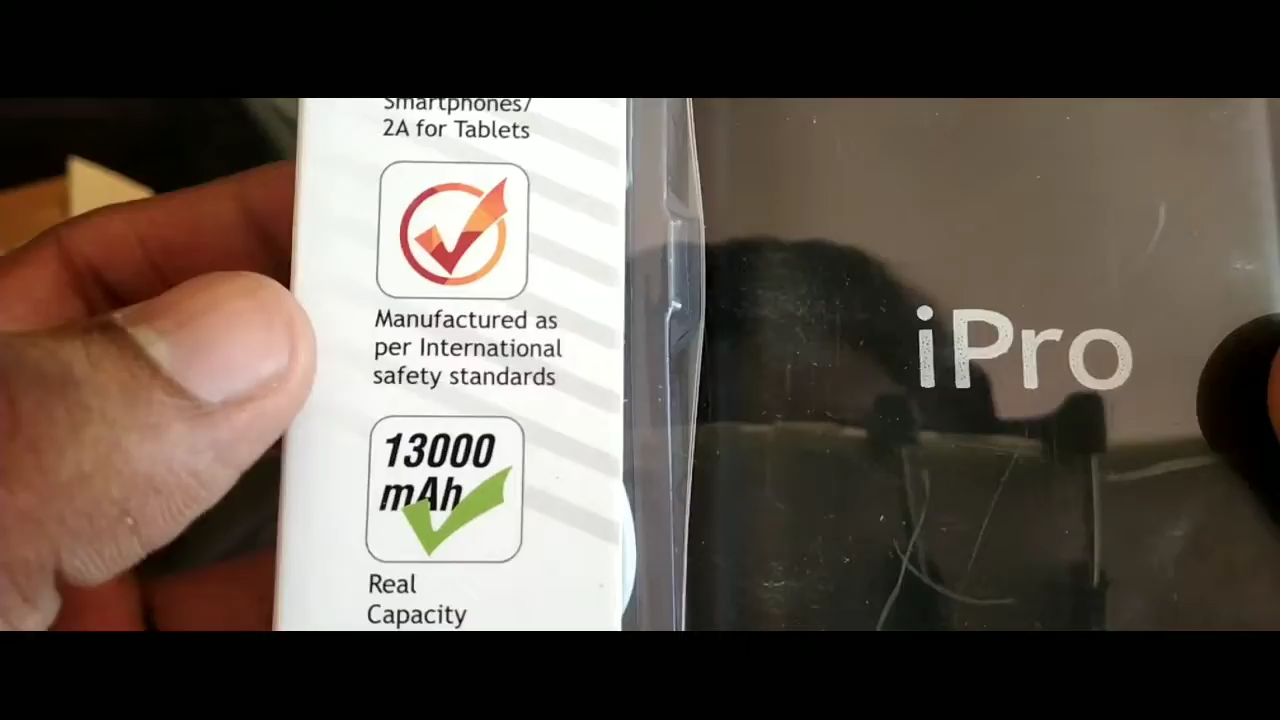 Smartphones/
2A for Tablets
Manufactured as
per International
safety standards
13000
mAh
Real
Capacity
iPro